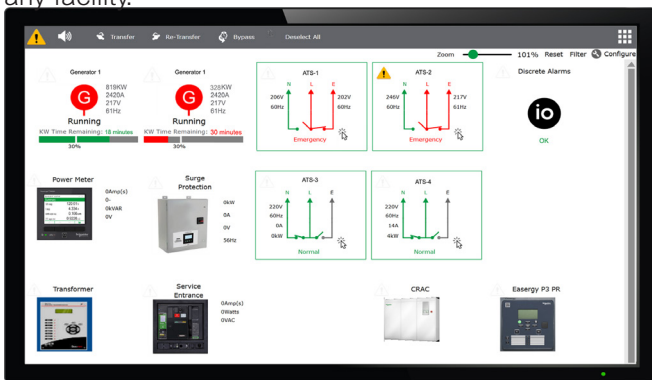 any facility.
Transfer Re-Transfer Bypass Deselect All
Zoom 101% Reset Filter Configure
Generator 1
G
818KW
2420A
217V
61Hz
Running
KW Time Remaining: 18 minutes
30%
Generator 1
G
328KW
2420A
217V
61Hz
Running
KW Time Remaining: 30 minutes
30%
ATS-1
N L E
206V 202V
60Hz 60Hz
Emergency
ATS-2
N L E
246V 217V
60Hz 61Hz
Emergency
Discrete Alarms
io
OK
Power Meter
0Amp(s)
0-
0kVAR
0V
Surge
Protection
0kW
0A
0V
56Hz
ATS-3
N L E
220V
60Hz
0A
0kW
Normal
ATS-4
N L E
220V
60Hz
14A
4kW
Normal
Transformer
Service
Entrance
0Amp(s)
0Watts
0VAC
CRAC
Easergy P3 PR